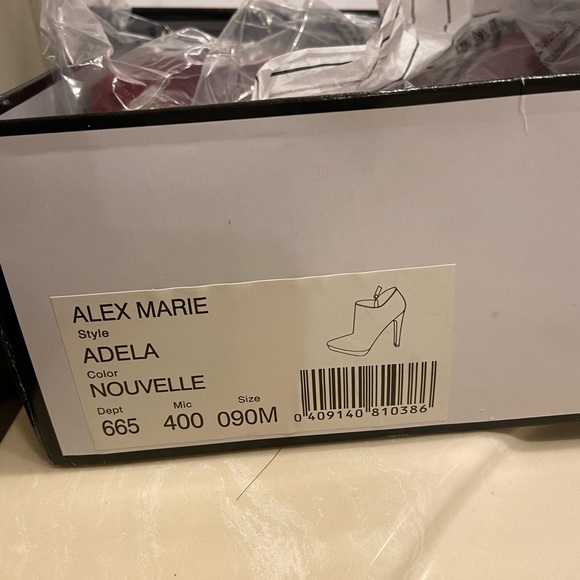 ALEX MARIE
Style
ADELA
Color
NOUVELLE
Dept Mic Size
665 400 090M
0 409140 810386